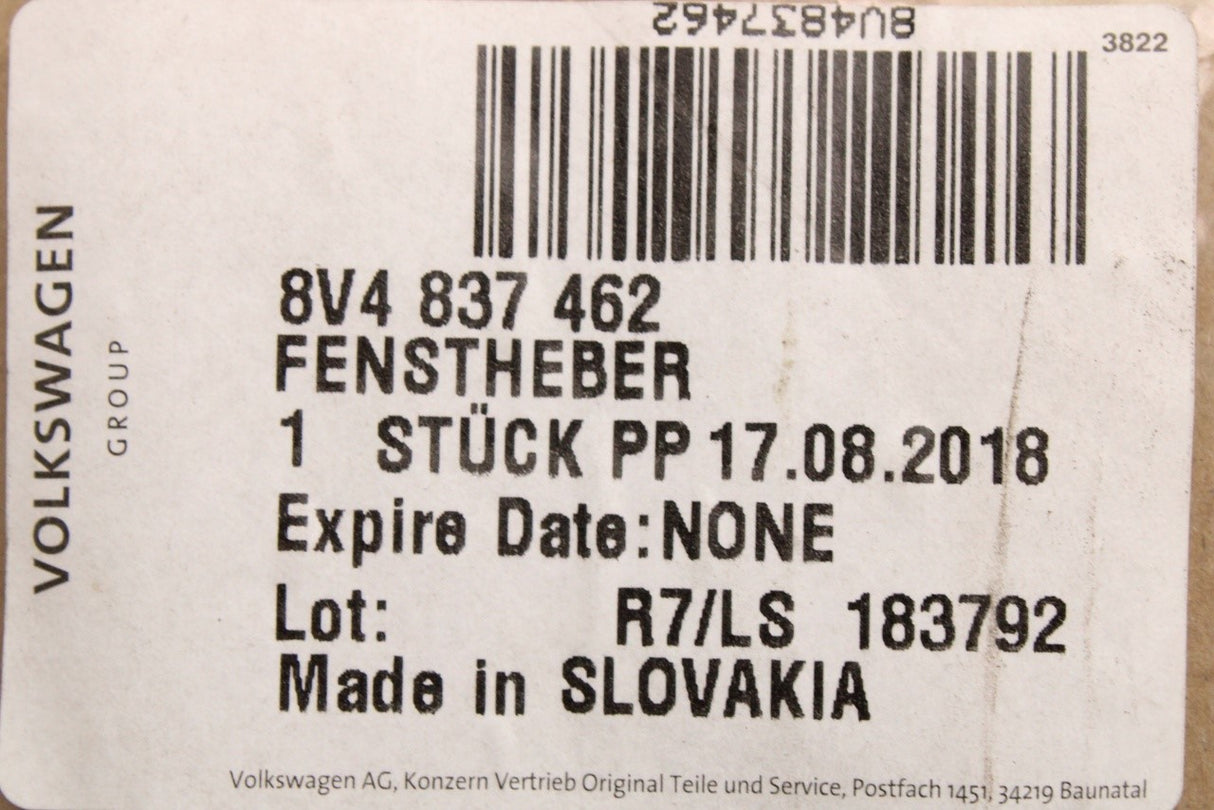 8V4837462
3822
VOLKSWAGEN
GROUP
8V4 837 462
FENSTHEBER
1 STÜCK PP 17.08.2018
Expire Date:NONE
Lot: R7/LS 183792
Made in SLOVAKIA
Volkswagen AG, Konzern Vertrieb Original Teile und Service, Postfach 1451, 34219 Baunatal